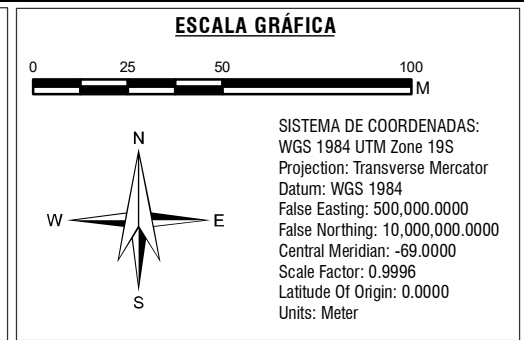 ESCALA GRÁFICA
0 25 50 100
M
N
W E
S
SISTEMA DE COORDENADAS:
WGS 1984 UTM Zone 19S
Projection: Transverse Mercator
Datum: WGS 1984
False Easting: 500,000.0000
False Northing: 10,000,000.0000
Central Meridian: -69.0000
Scale Factor: 0.9996
Latitude Of Origin: 0.0000
Units: Meter